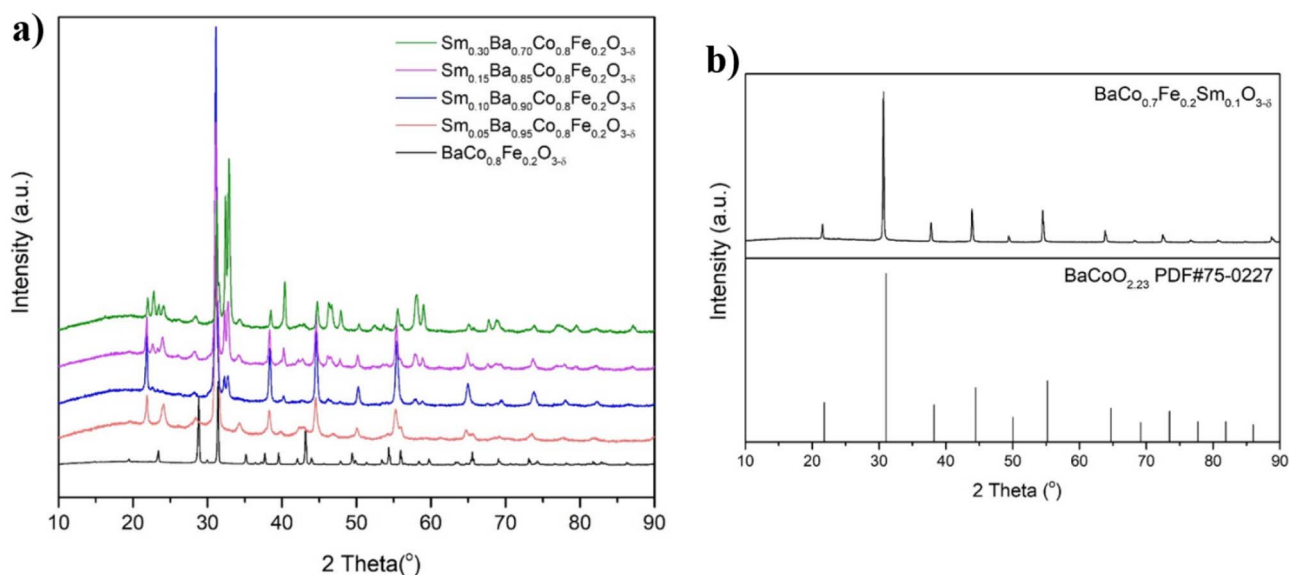 a)
Sm0.30Ba0.70Co0.8Fe0.2O3-δ
Sm0.15Ba0.85Co0.8Fe0.2O3-δ
Sm0.10Ba0.90Co0.8Fe0.2O3-δ
Sm0.05Ba0.95Co0.8Fe0.2O3-δ
BaCo0.8Fe0.2O3-δ
Intensity (a.u.)
10 20 30 40 50 60 70 80 90
2 Theta(°)
b)
BaCo0.7Fe0.2Sm0.1O3-δ
BaCoO2.23 PDF#75-0227
Intensity (a.u.)
10 20 30 40 50 60 70 80 90
2 Theta (°)